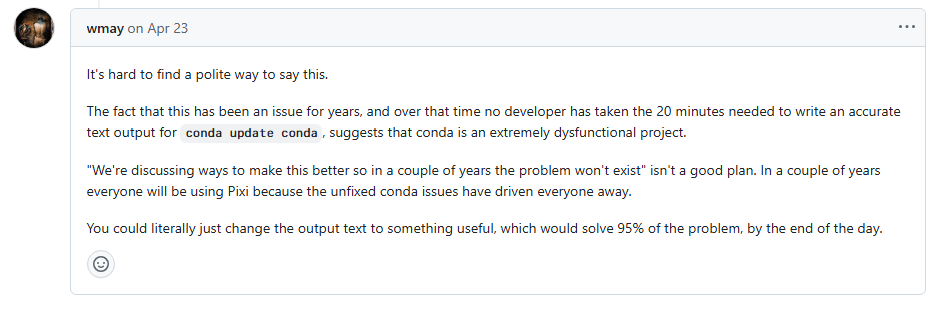 wmay on Apr 23
It's hard to find a polite way to say this.
The fact that this has been an issue for years, and over that time no developer has taken the 20 minutes needed to write an accurate
text output for conda update conda , suggests that conda is an extremely dysfunctional project.
"We're discussing ways to make this better so in a couple of years the problem won't exist" isn't a good plan. In a couple of years
everyone will be using Pixi because the unfixed conda issues have driven everyone away.
You could literally just change the output text to something useful, which would solve 95% of the problem, by the end of the day.